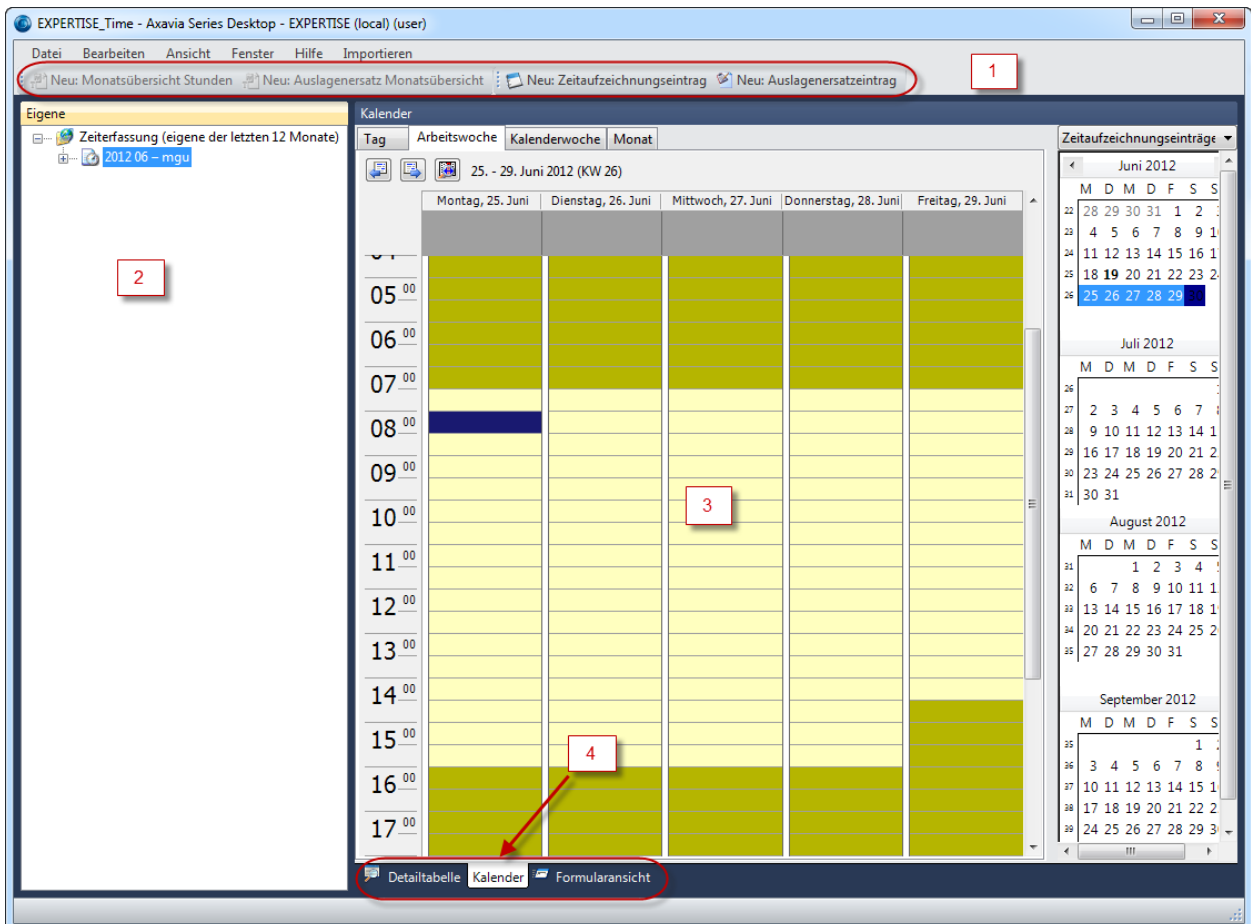 EXPERTISE_Time - Axavia Series Desktop - EXPERTISE (local) (user)
Datei Bearbeiten Ansicht Fenster Hilfe Importieren
Neu: Monatsübersicht Stunden Neu: Auslagenersatz Monatsübersicht Neu: Zeitaufzeichnungseintrag Neu: Auslagenersatzeintrag
1
Eigene
Zeiterfassung (eigene der letzten 12 Monate)
2012 06 – mgu
2
Kalender
Tag Arbeitswoche Kalenderwoche Monat
25. - 29. Juni 2012 (KW 26)
Montag, 25. Juni Dienstag, 26. Juni Mittwoch, 27. Juni Donnerstag, 28. Juni Freitag, 29. Juni
05 00
06 00
07 00
08 00
09 00
10 00
11 00
12 00
13 00
14 00
15 00
16 00
17 00
3
4
Detailtabelle Kalender Formularansicht
Zeitaufzeichnungseinträge
Juni 2012
M D M D F S S
22 28 29 30 31 1 2
23 4 5 6 7 8 9
24 11 12 13 14 15 16
25 18 19 20 21 22 23
26 25 26 27 28 29
Juli 2012
M D M D F S S
26
27 2 3 4 5 6 7
28 9 10 11 12 13 14
29 16 17 18 19 20 21
30 23 24 25 26 27 28
31 30 31
August 2012
M D M D F S S
31 1 2 3 4
32 6 7 8 9 10 11
33 13 14 15 16 17 18
34 20 21 22 23 24 25
35 27 28 29 30 31
September 2012
M D M D F S S
35 1
36 3 4 5 6 7 8
37 10 11 12 13 14 15
38 17 18 19 20 21 22
39 24 25 26 27 28 29